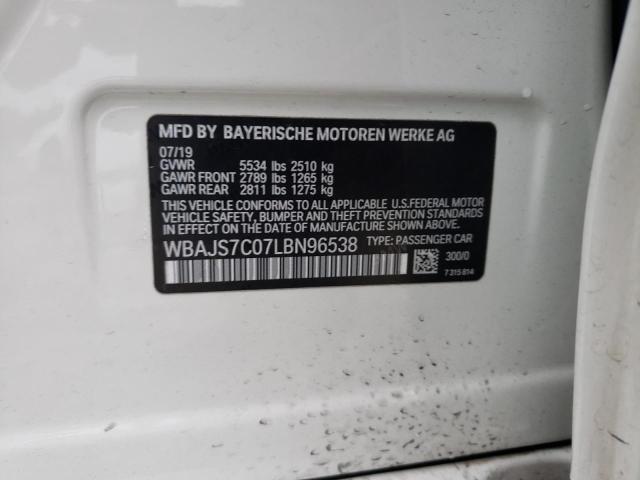 MFD BY BAYERISCHE MOTOREN WERKE AG
07/19
GVWR 5534 lbs 2510 kg
GAWR FRONT 2789 lbs 1265 kg
GAWR REAR 2811 lbs 1275 kg
THIS VEHICLE CONFORMS TO ALL APPLICABLE U.S.FEDERAL MOTOR
VEHICLE SAFETY, BUMPER AND THEFT PREVENTION STANDARDS
IN EFFECT ON THE DATE OF MANUFACTURE SHOWN ABOVE.
WBAJS7C07LBN96538 TYPE: PASSENGER CAR
300/0
7 315 814